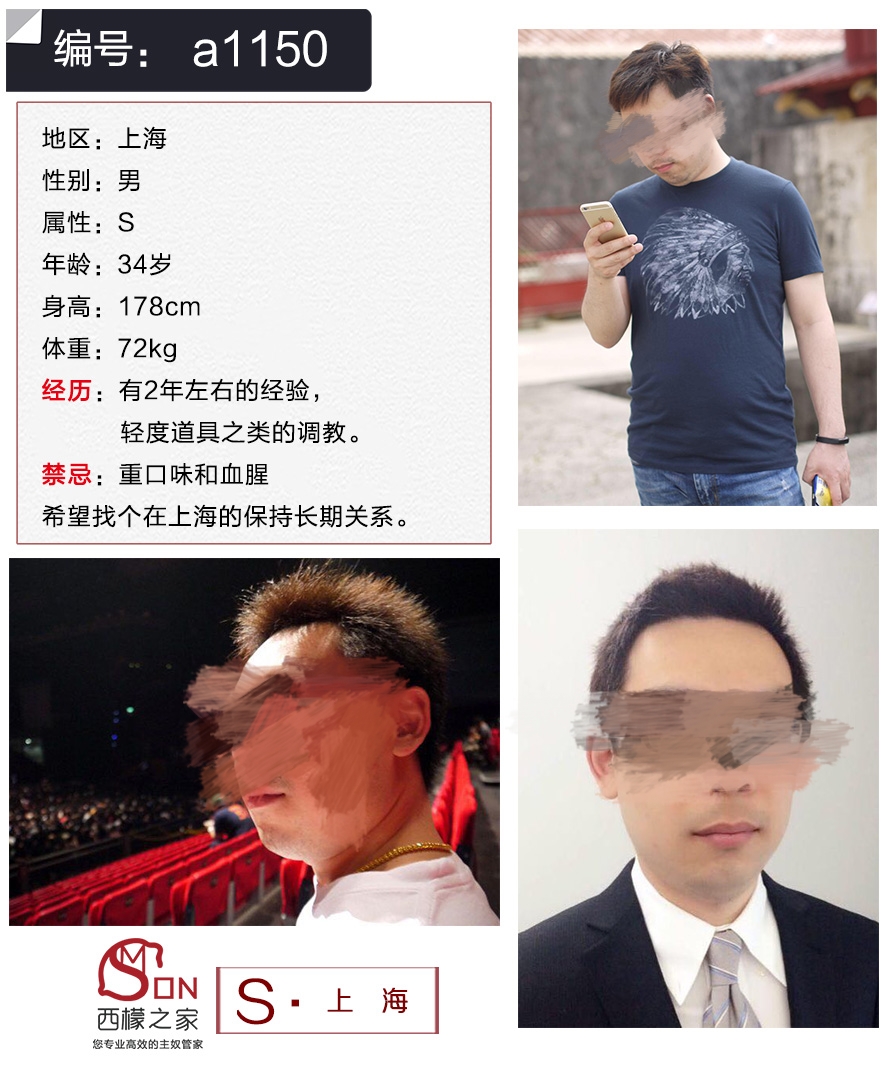 编号： a1150
地区：上海
性别：男
属性：S
年龄：34岁
身高：178cm
体重：72kg
经历：有2年左右的经验，
轻度道具之类的调教。
禁忌：重口味和血腥
希望找个在上海的保持长期关系。
SMON
西檬之家
您专业高效的主奴管家
S·上 海